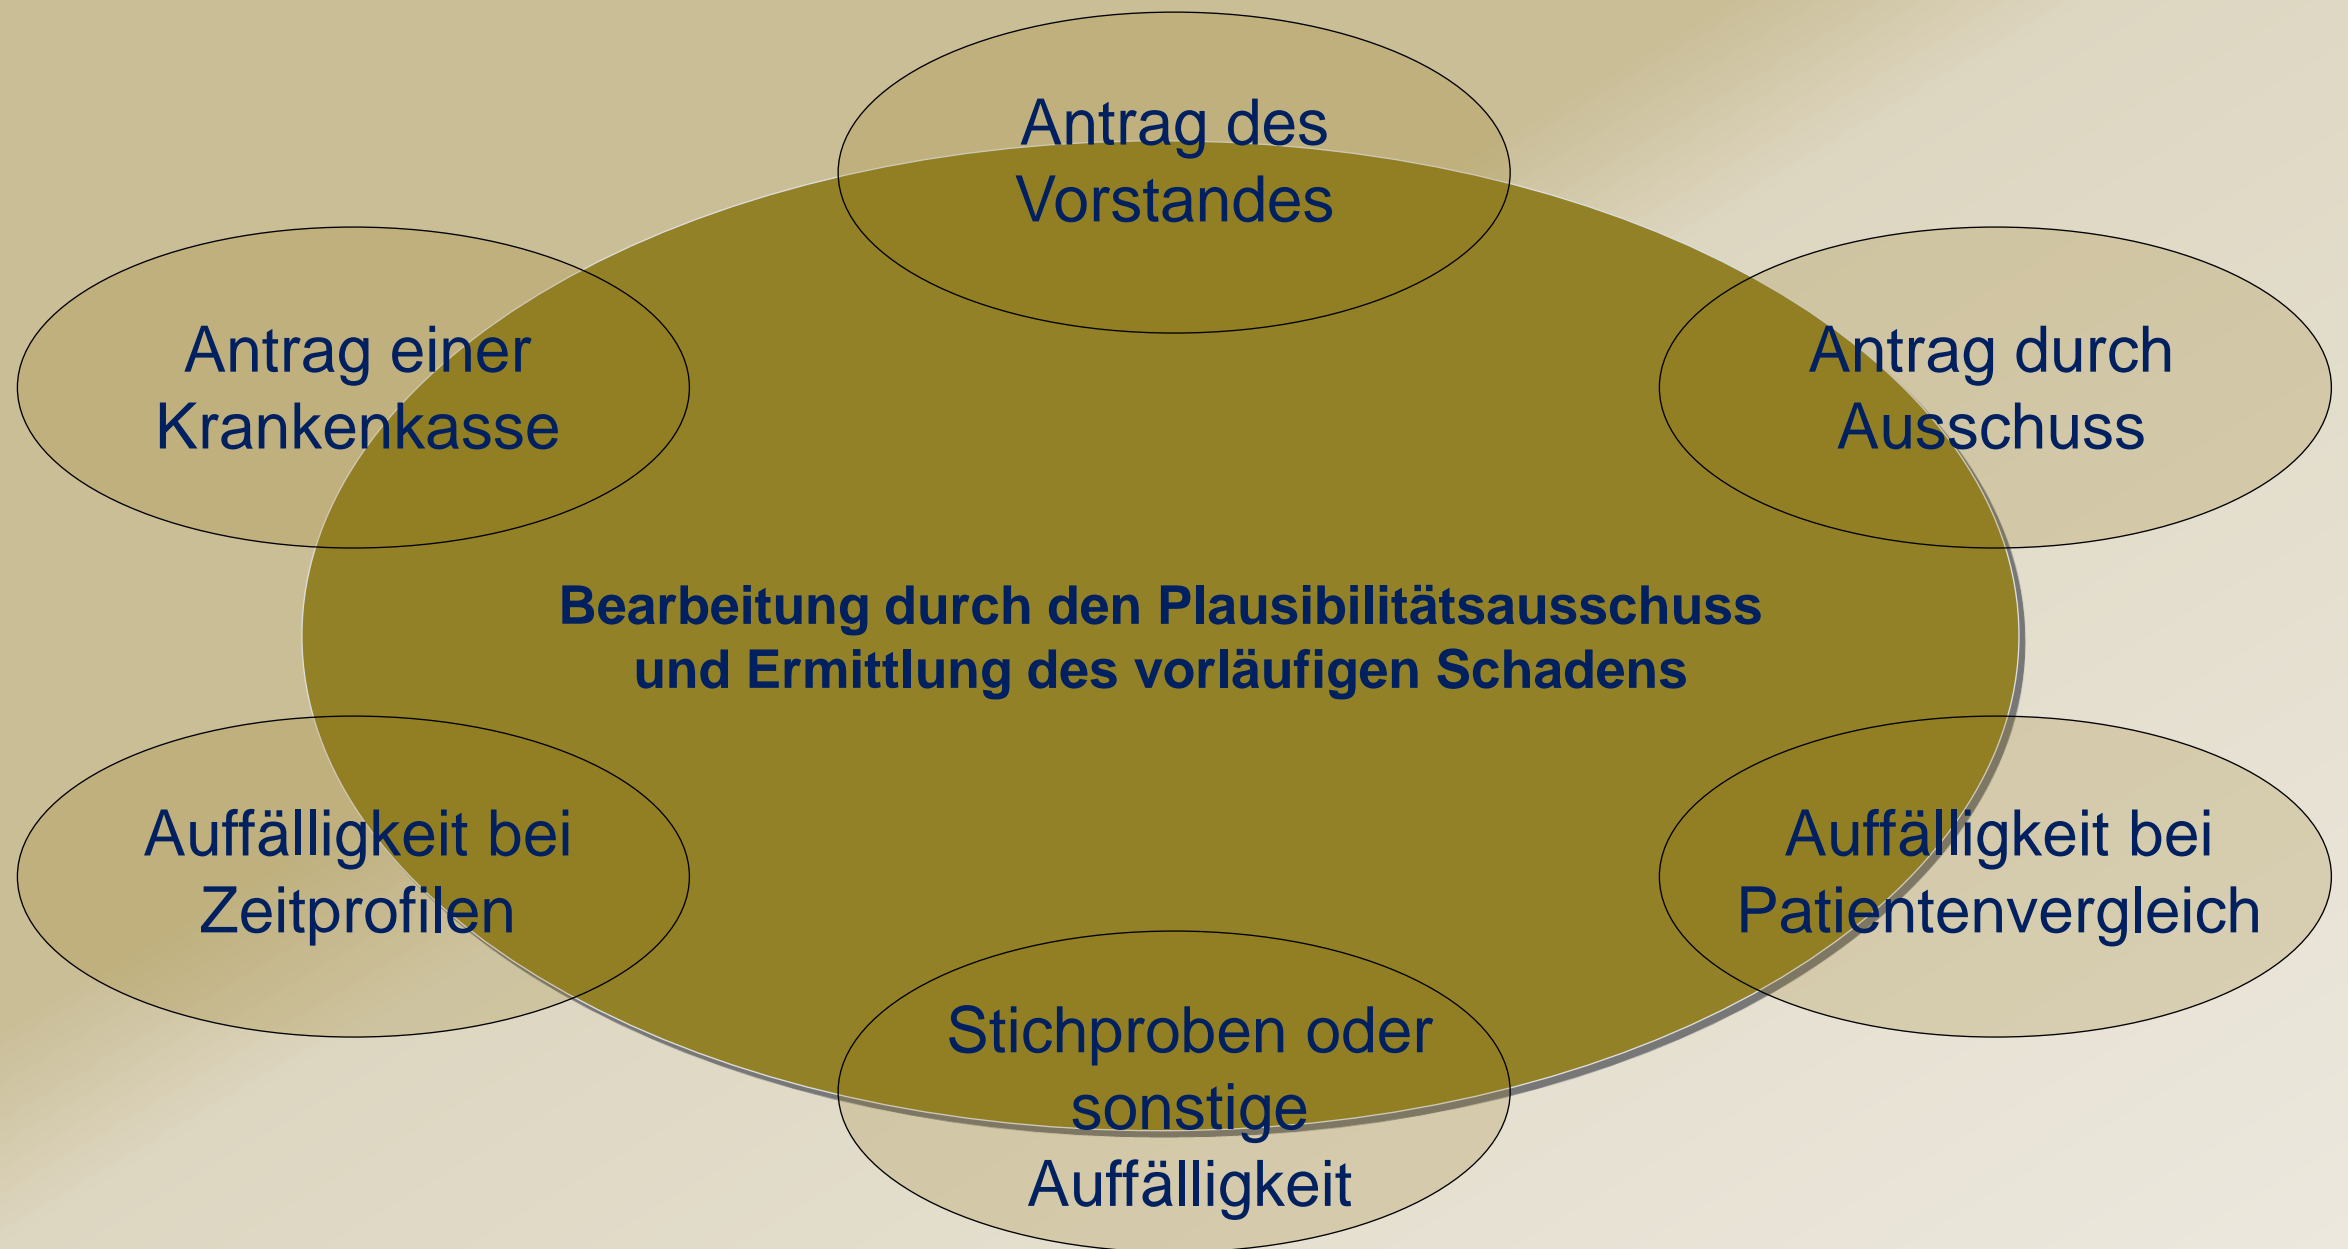 Antrag des
Vorstandes
Antrag einer
Krankenkasse
Antrag durch
Ausschuss
Bearbeitung durch den Plausibilitätsausschuss
und Ermittlung des vorläufigen Schadens
Auffälligkeit bei
Zeitprofilen
Auffälligkeit bei
Patientenvergleich
Stichproben oder
sonstige
Auffälligkeit